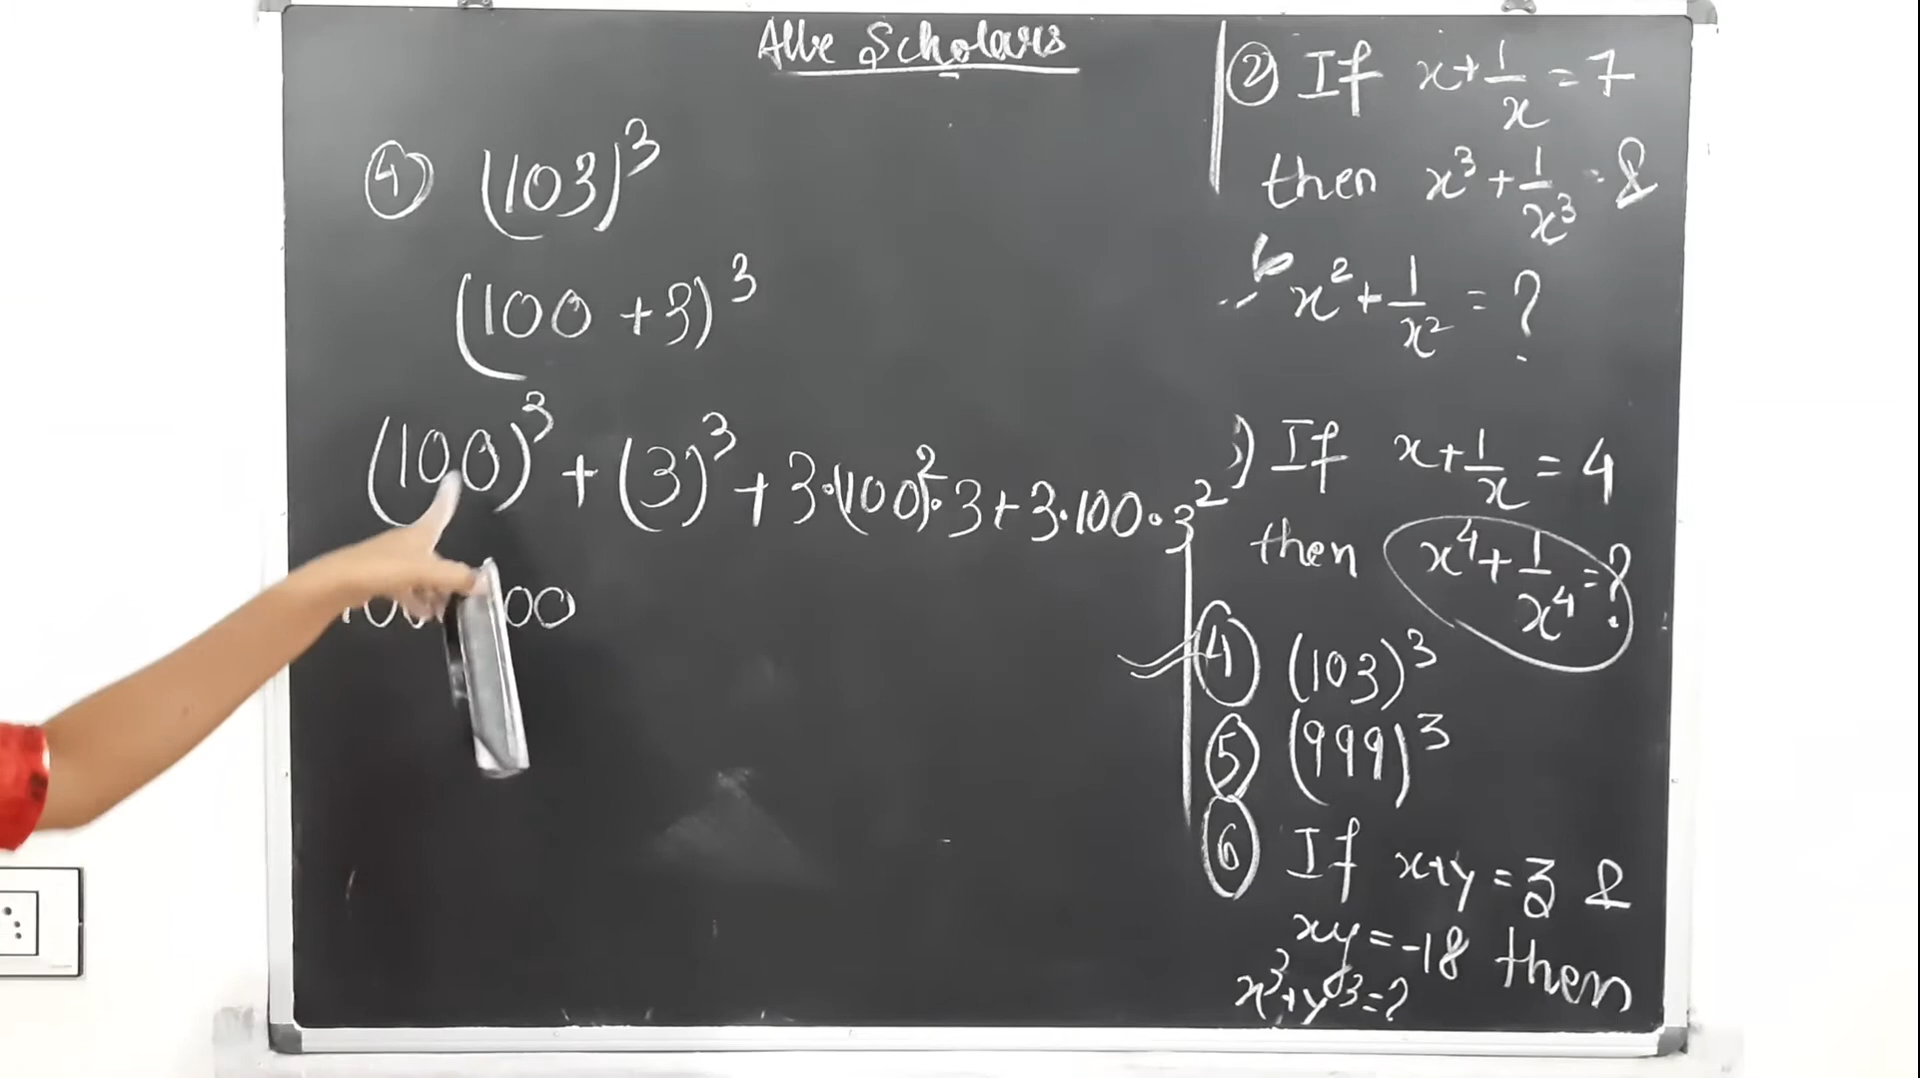 Alve Scholars
④ (103)³
(100 + 3)³
(100)³ + (3)³ + 3·(100)²·3 + 3·100·3²
② If x + 1/x = 7
then x³ + 1/x³ = &
x² + 1/x² = ?
) If x + 1/x = 4
then x⁴ + 1/x⁴ = ?
④ (103)³
⑤ (999)³
⑥ If x+y = 3 &
xy = -18 then
x³+y³ = ?